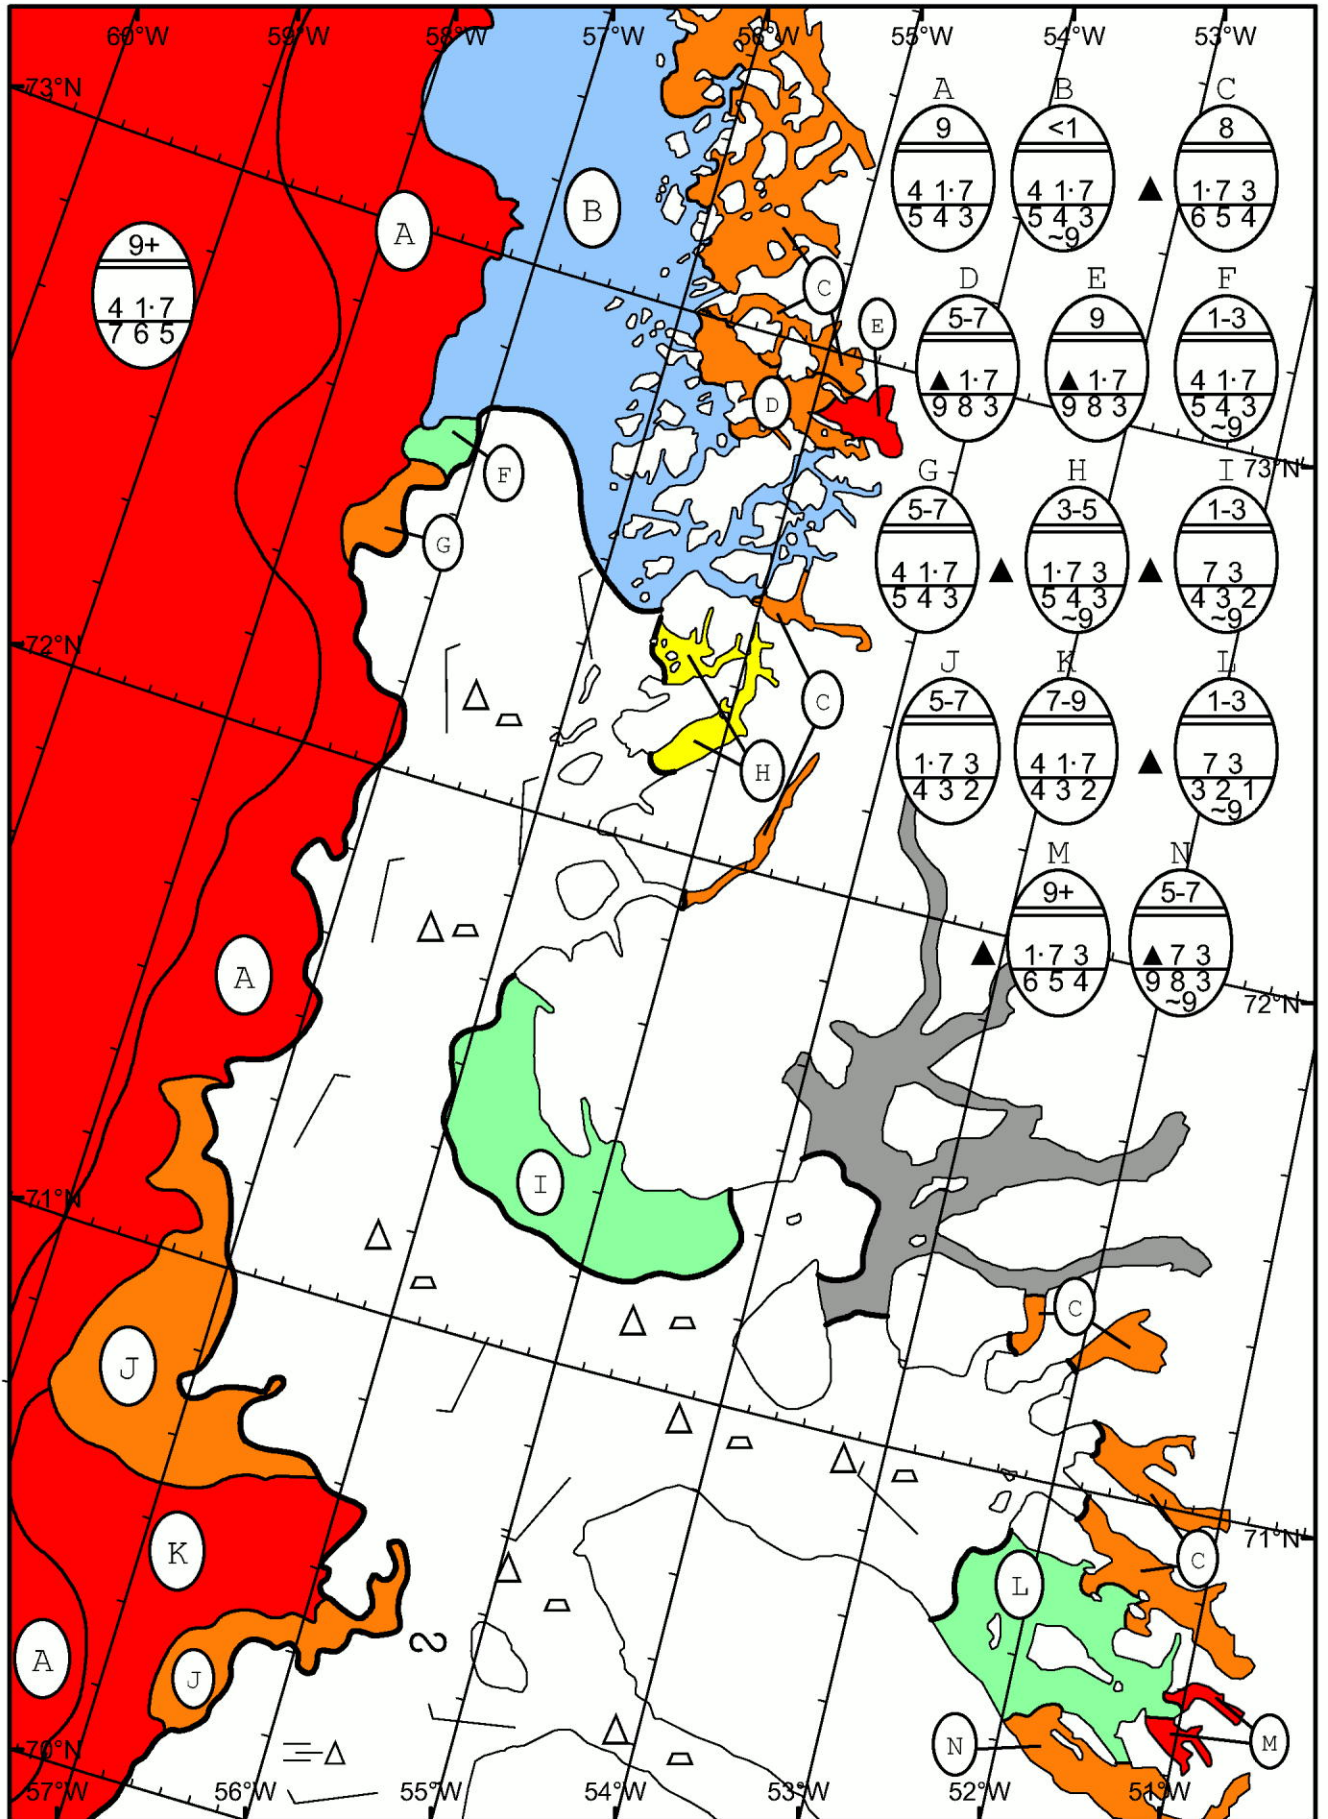 60°W 59°W 58°W 57°W 56°W 55°W 54°W 53°W
73°N
A B C
9 <1 8
4 1·7 4 1·7 ▲ 1·7 3
5 4 3 5 4 3 6 5 4
~9
B
A
9+
4 1·7
7 6 5
C
E
D E F
5-7 9 1-3
▲ 1·7 ▲ 1·7 4 1·7
9 8 3 9 8 3 5 4 3
~9
D
F
73°N
G H I
5-7 3-5 1-3
4 1·7 ▲ 1·7 3 ▲ 7 3
5 4 3 5 4 3 4 3 2
~9 ~9
G
72°N
J K L
5-7 7-9 1-3
1·7 3 4 1·7 ▲ 7 3
4 3 2 4 3 2 3 2 1
~9
C
H
M N
9+ 5-7
▲ 1·7 3 ▲ 7 3
6 5 4 9 8 3
~9
A
72°N
I
71°N
C
J
71°N
K
C
L
A
J
N
M
70°N
57°W 56°W 55°W 54°W 53°W 52°W 51°W